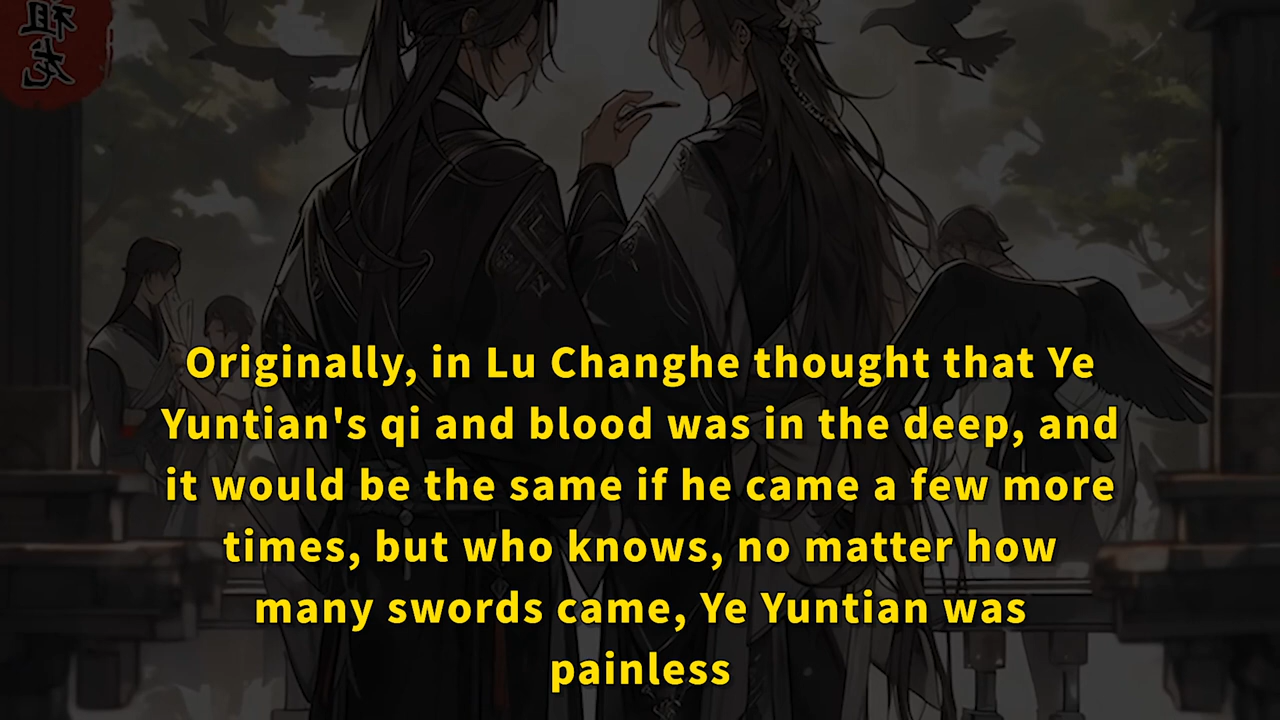 Originally, in Lu Changhe thought that Ye
Yuntian's qi and blood was in the deep, and
it would be the same if he came a few more
times, but who knows, no matter how
many swords came, Ye Yuntian was
painless